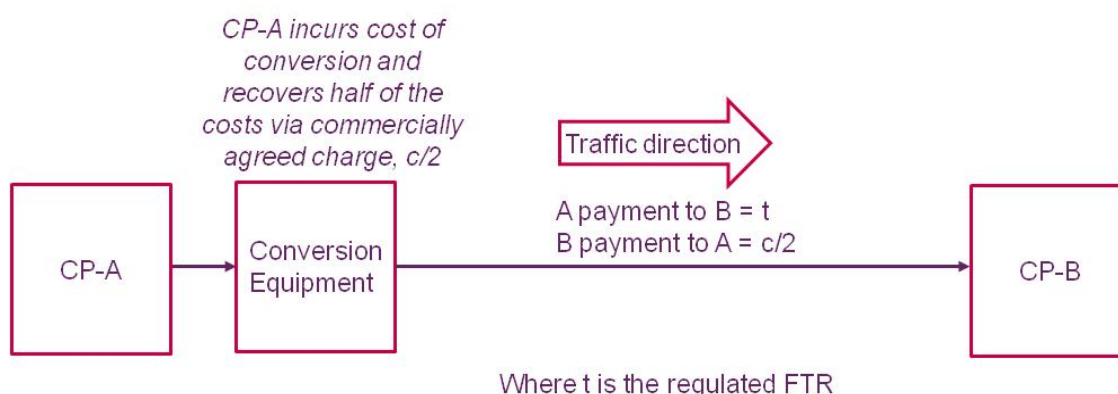 CP-A incurs cost of
conversion and
recovers half of the
costs via commercially
agreed charge, c/2
Traffic direction
A payment to B = t
B payment to A = c/2
CP-A
Conversion
Equipment
CP-B
Where t is the regulated FTR